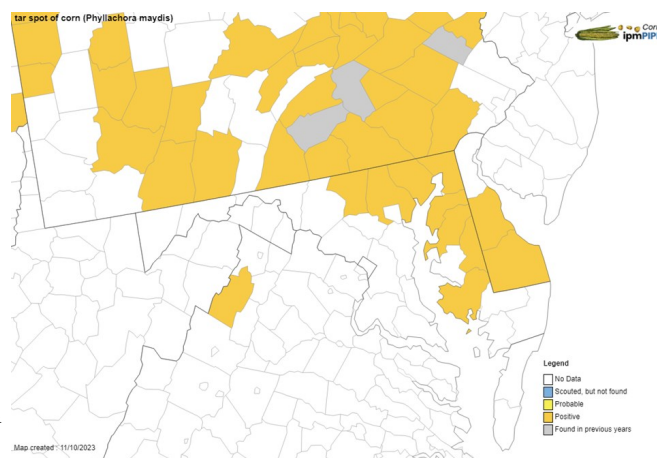 tar spot of corn (Phyllachora maydis)
Corn
ipmPIPE
Legend
No Data
Scouted, but not found
Probable
Positive
Found in previous years
Map created : 11/10/2023